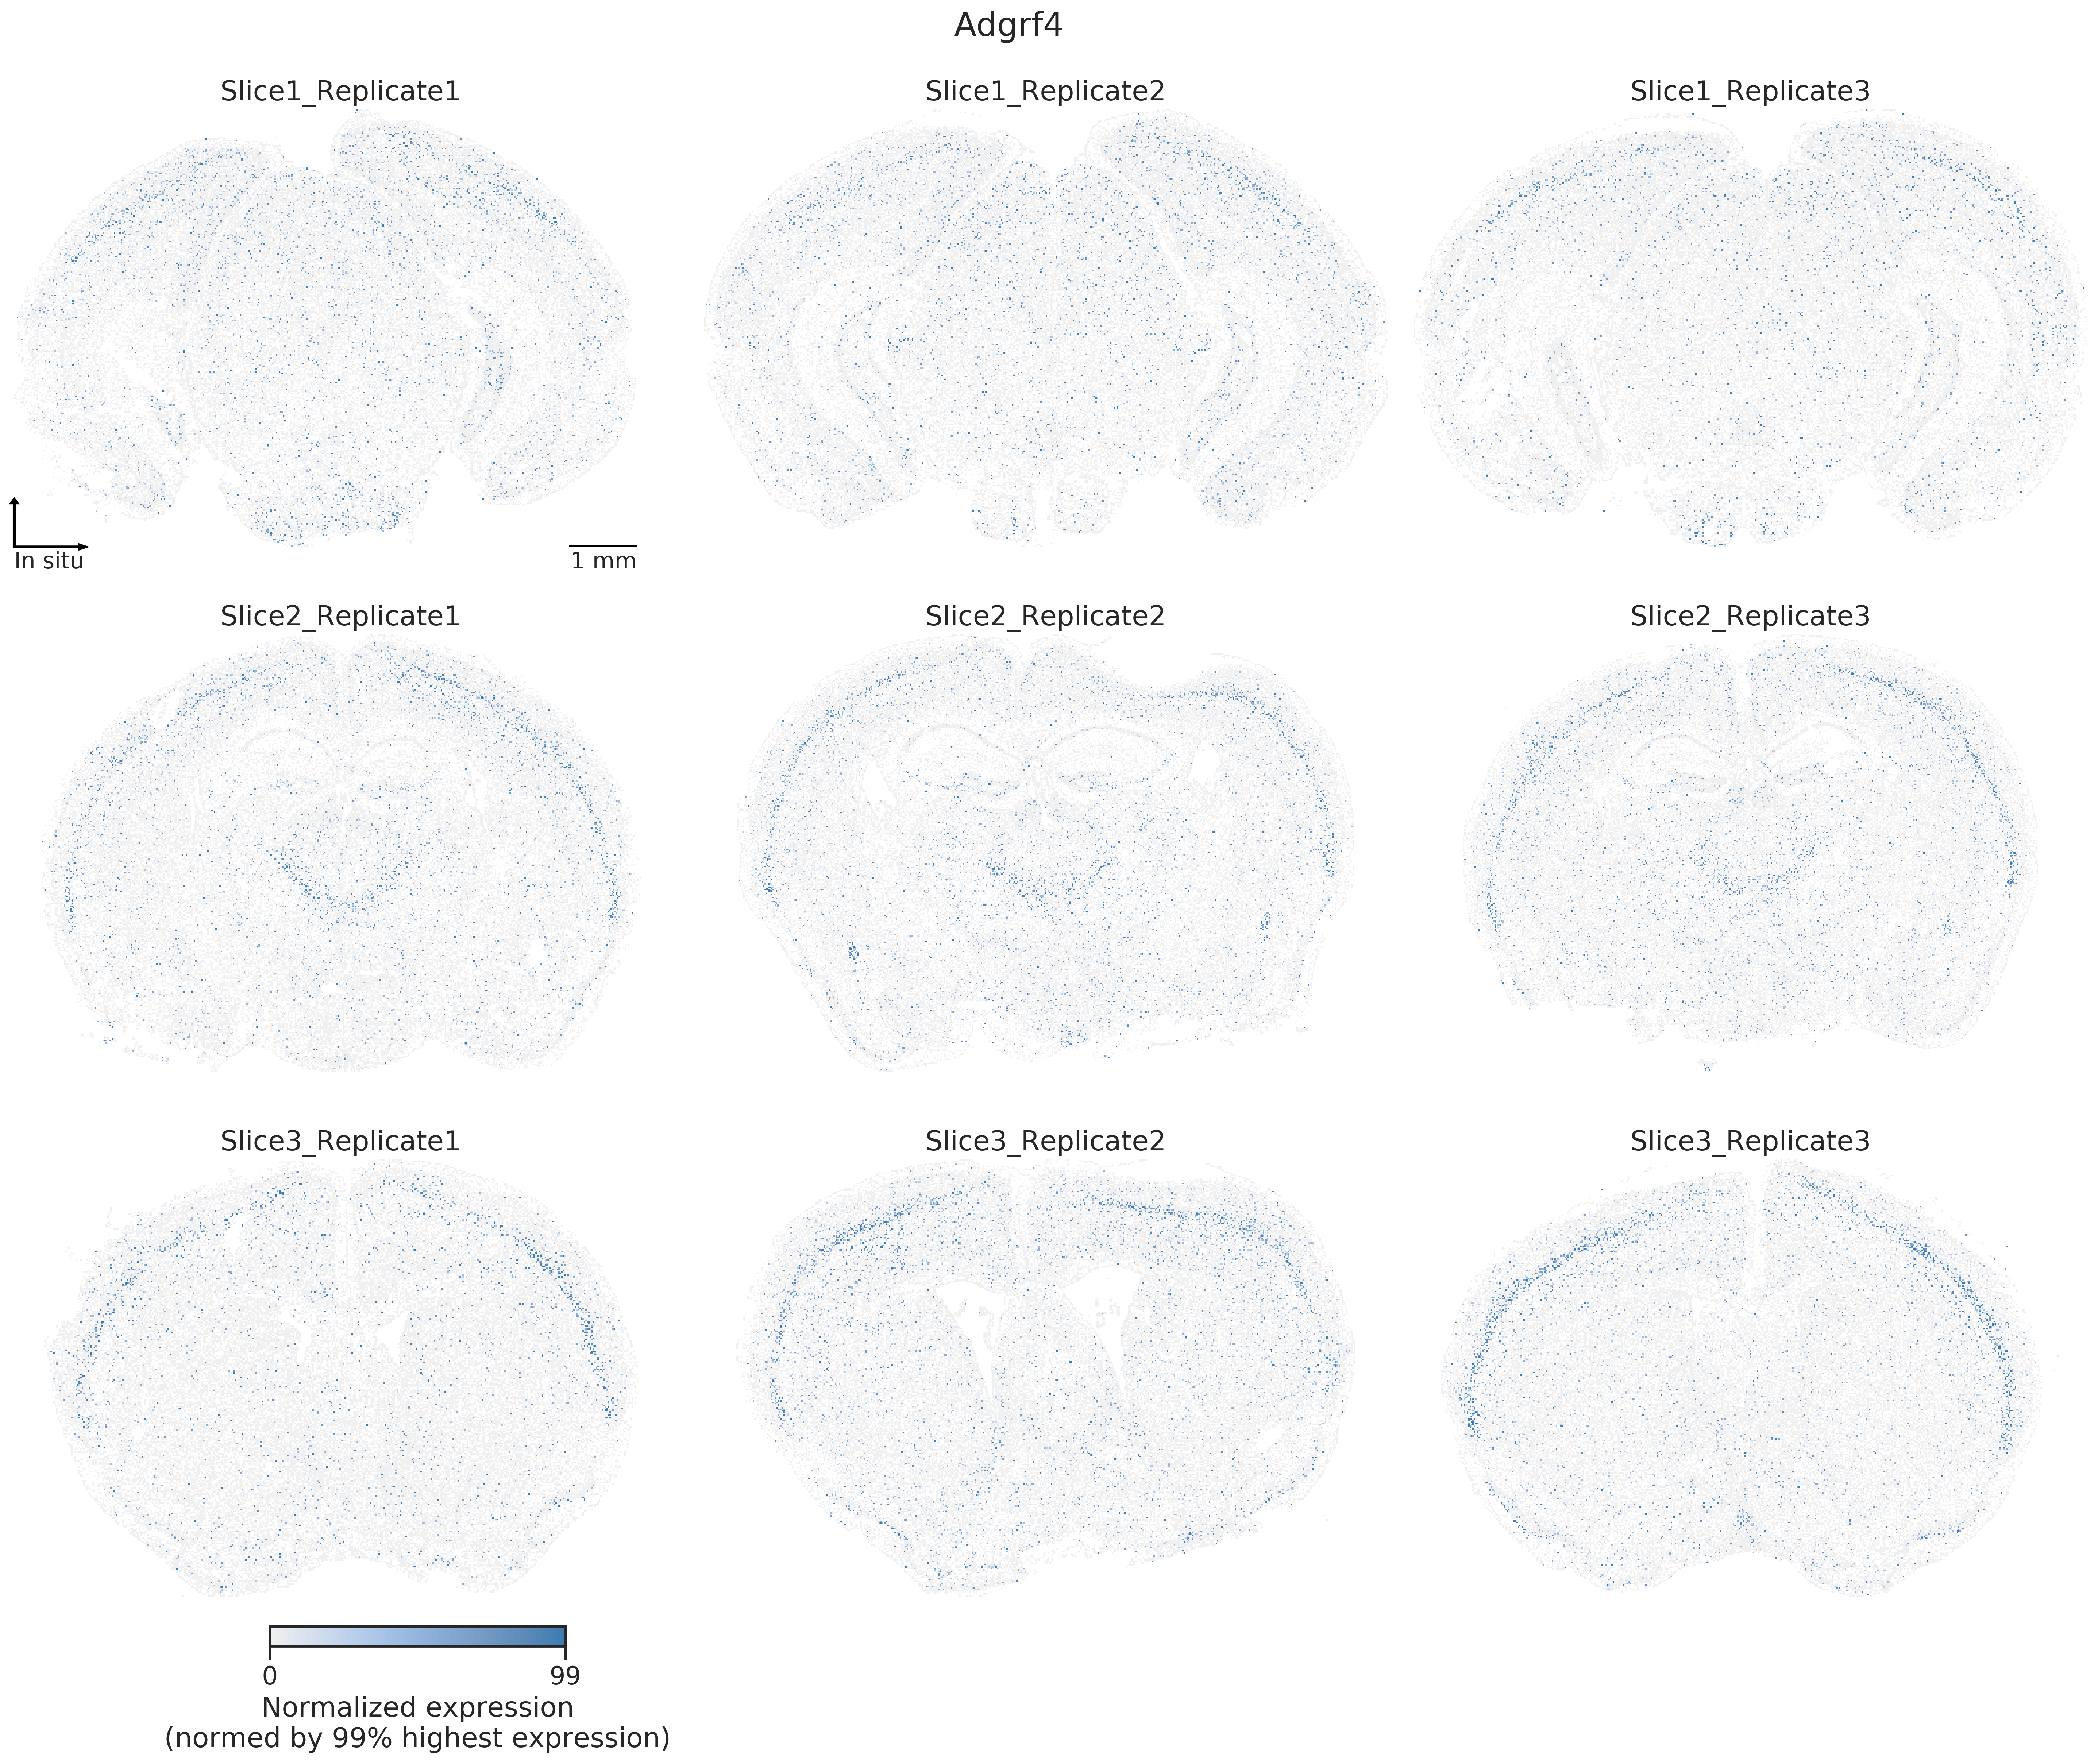 Adgrf4
Slice1_Replicate1
Slice1_Replicate2
Slice1_Replicate3
In situ
1 mm
Slice2_Replicate1
Slice2_Replicate2
Slice2_Replicate3
Slice3_Replicate1
Slice3_Replicate2
Slice3_Replicate3
0
99
Normalized expression
(normed by 99% highest expression)